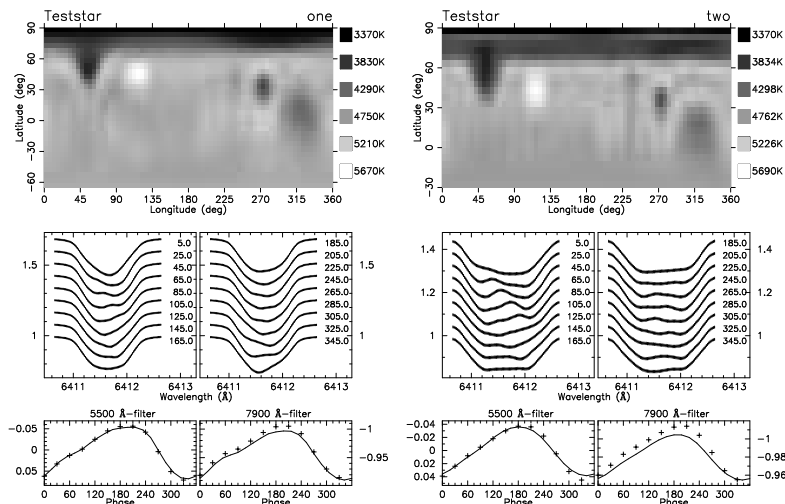 Teststar one
90
60
30
0
−30
−60
Latitude (deg)
0 45 90 135 180 225 270 315 360
Longitude (deg)
3370K
3830K
4290K
4750K
5210K
5670K
Teststar two
90
60
30
0
−30
Latitude (deg)
0 45 90 135 180 225 270 315 360
Longitude (deg)
3370K
3834K
4298K
4762K
5226K
5690K
1.5
1
5.0
25.0
45.0
65.0
85.0
105.0
125.0
145.0
165.0
185.0
205.0
225.0
245.0
265.0
285.0
305.0
325.0
345.0
1.5
1
6411 6412 6413 6411 6412 6413
Wavelength (Å)
1.4
1.2
1
5.0
25.0
45.0
65.0
85.0
105.0
125.0
145.0
165.0
185.0
205.0
225.0
245.0
265.0
285.0
305.0
325.0
345.0
1.4
1.2
1
6411 6412 6413 6411 6412 6413
Wavelength (Å)
5500 Å−filter 7900 Å−filter
−0.05
0
0.05
−1
−0.95
0 60 120 180 240 300 0 60 120 180 240 300
Phase Phase
5500 Å−filter 7900 Å−filter
−0.04
−0.02
0
0.02
0.04
−1
−0.98
−0.96
0 60 120 180 240 300 0 60 120 180 240 300
Phase Phase